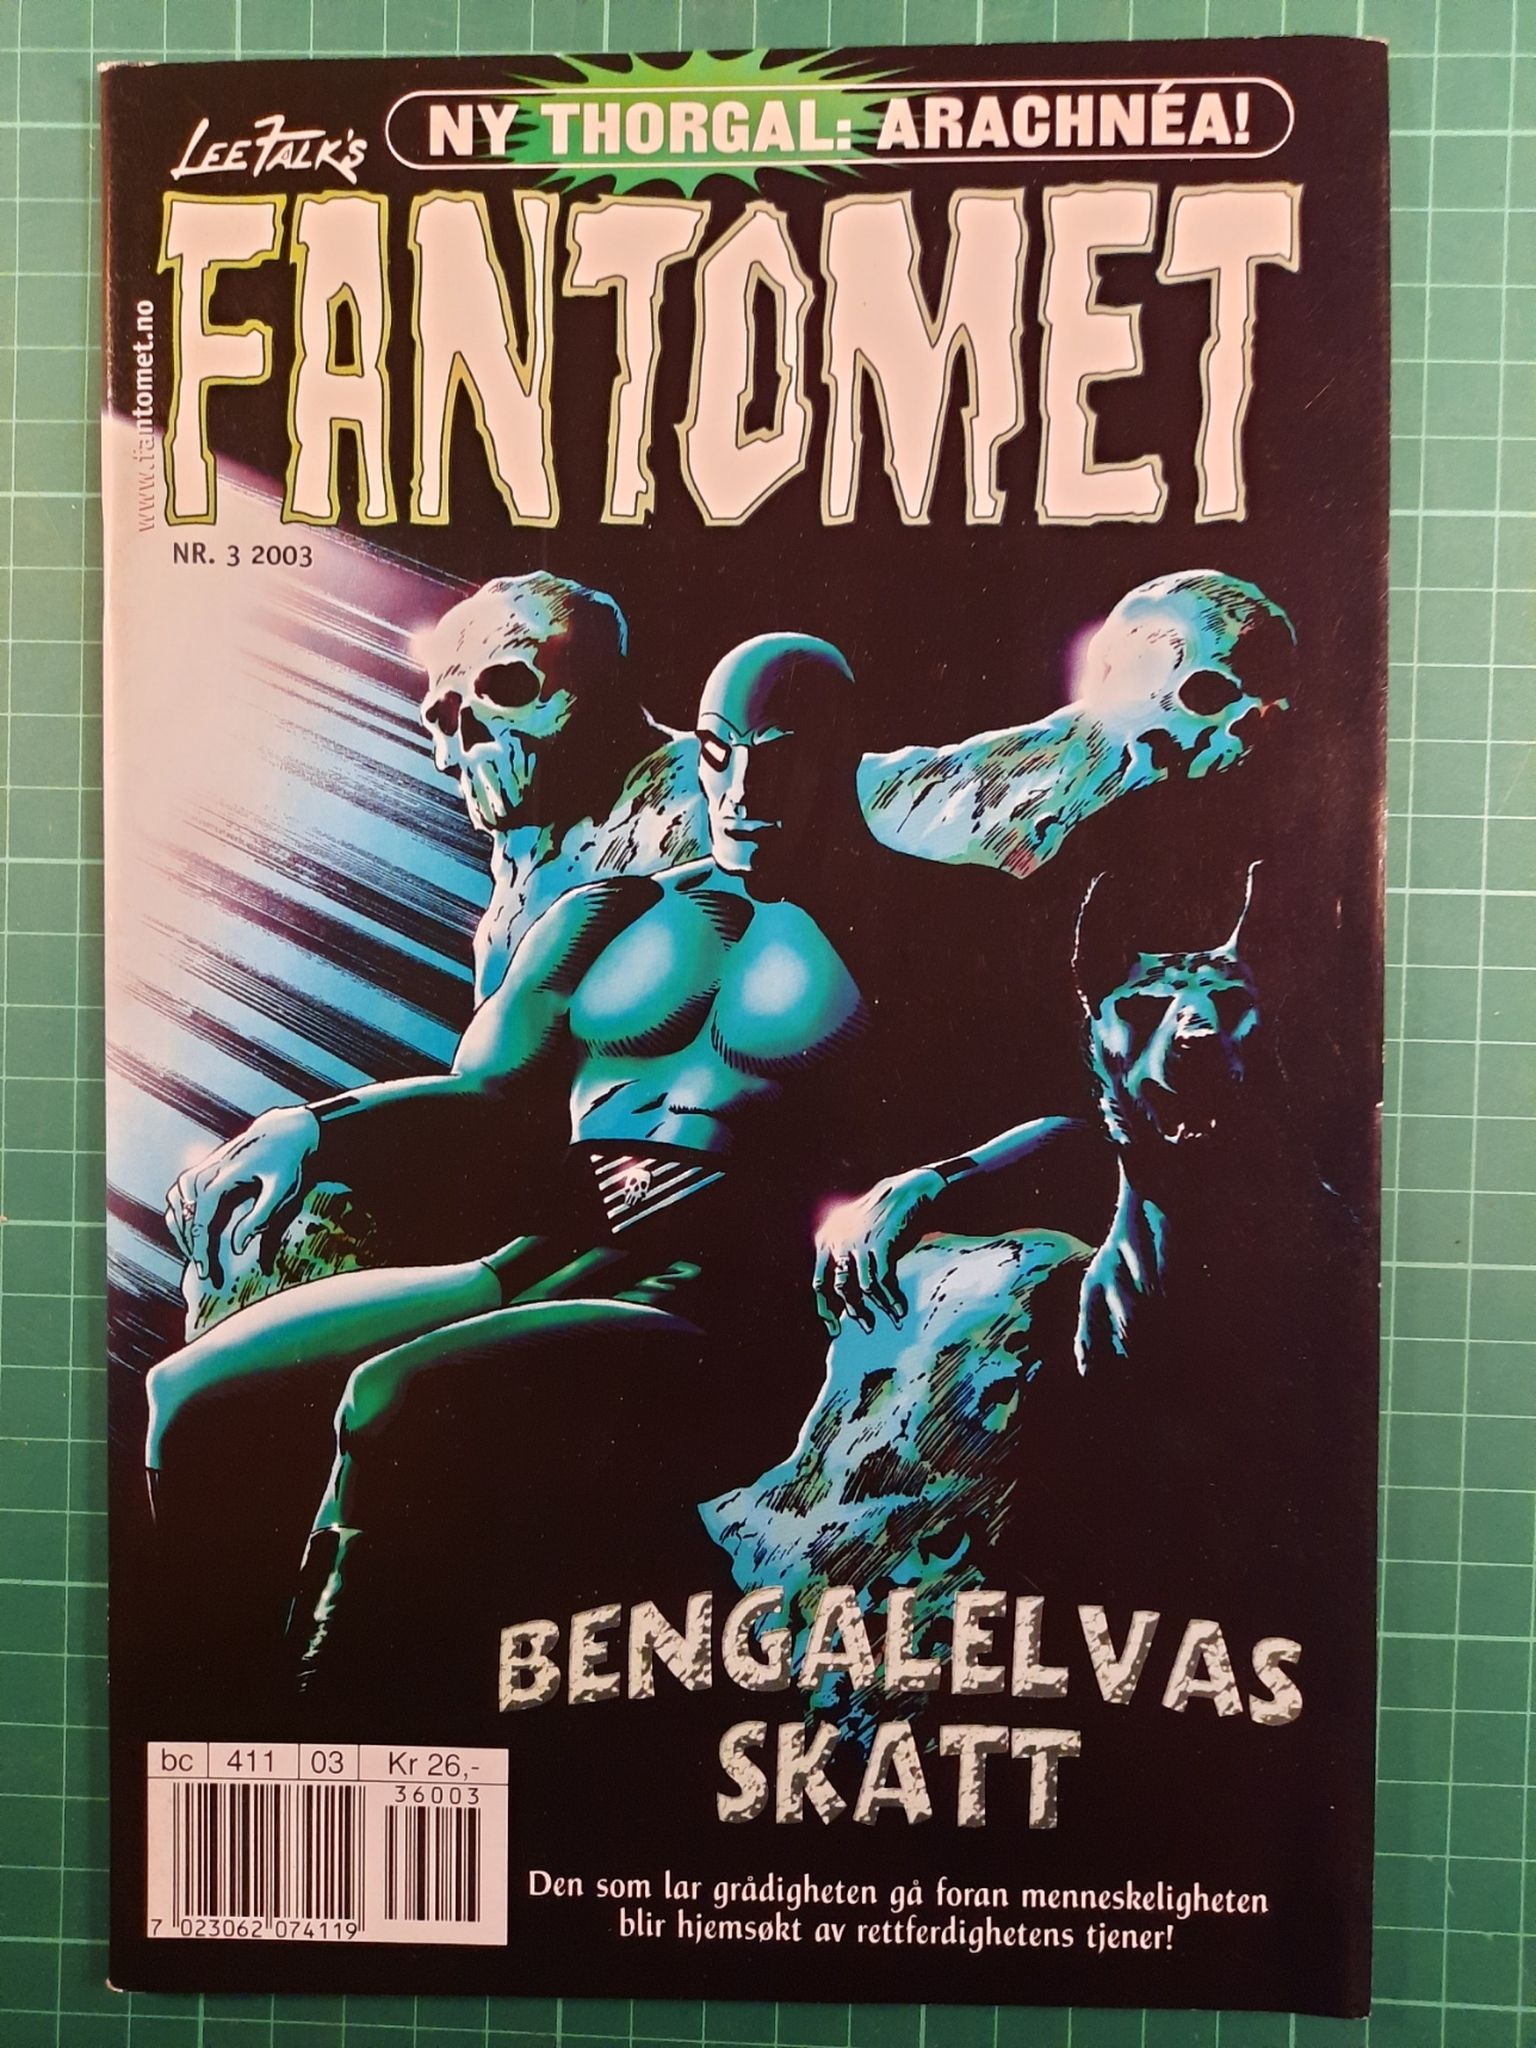 NY THORGAL: ARACHNÉA!
LEE FALK'S
FANTOMET
www.fantomet.no
NR. 3 2003
BENGALELVAS
SKATT
bc 411 03 Kr 26,-
36003
7 023062 074119
Den som lar grådigheten gå foran menneskeligheten
blir hjemsøkt av rettferdighetens tjener!